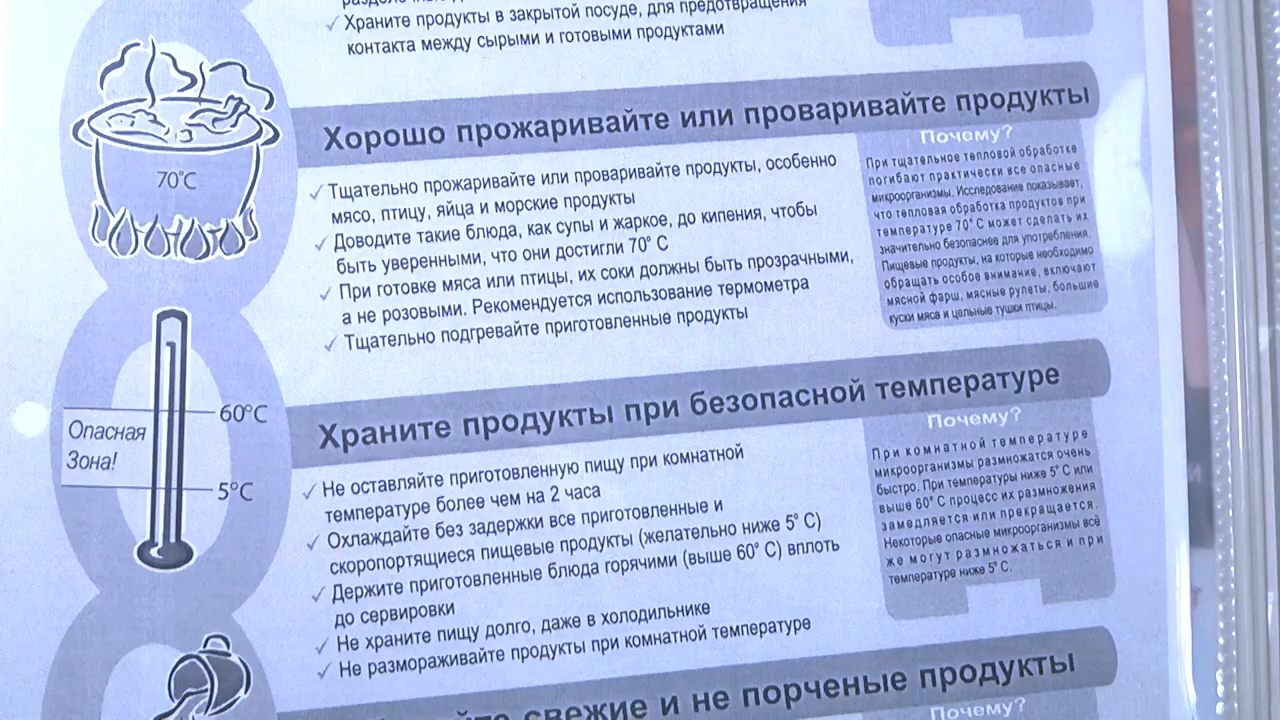 ✓ Храните продукты в закрытой посуде, для предотвращения
контакта между сырыми и готовыми продуктами
70°C
Хорошо прожаривайте или проваривайте продукты
✓ Тщательно прожаривайте или проваривайте продукты, особенно
мясо, птицу, яйца и морские продукты
✓ Доводите такие блюда, как супы и жаркое, до кипения, чтобы
быть уверенными, что они достигли 70° C
✓ При готовке мяса или птицы, их соки должны быть прозрачными,
а не розовыми. Рекомендуется использование термометра
✓ Тщательно подгревайте приготовленные продукты
Почему?
При тщательное тепловой обработке
погибают практически все опасные
микроорганизмы. Исследование показывает,
что тепловая обработка продуктов при
температуре 70° C может сделать их
значительно безопаснее для употребления.
Пищевые продукты, на которые необходимо
обращать особое внимание, включают
мясной фарш, мясные рулеты, большие
куски мяса и цельные тушки птицы.
60°C
Опасная
Зона!
5°C
Храните продукты при безопасной температуре
✓ Не оставляйте приготовленную пищу при комнатной
температуре более чем на 2 часа
✓ Охлаждайте без задержки все приготовленные и
скоропортящиеся пищевые продукты (желательно ниже 5° C)
✓ Держите приготовленные блюда горячими (выше 60° C) вплоть
до сервировки
✓ Не храните пищу долго, даже в холодильнике
✓ Не размораживайте продукты при комнатной температуре
Почему?
При комнатной температуре
микроорганизмы размножатся очень
быстро. При температуры ниже 5° C или
выше 60° C процесс их размножения
замедляется или прекращается.
Некоторые опасные микроорганизмы всё
же могут размножаться и при
температуре ниже 5° C.
свежие и не порченые продукты
Почему?